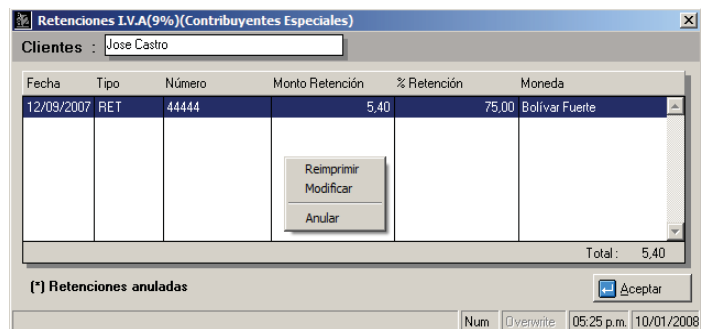 Retenciones I.V.A(9%)(Contribuyentes Especiales)
Clientes : Jose Castro
Fecha Tipo Número Monto Retención % Retención Moneda
12/09/2007 RET 44444 5,40 75,00 Bolívar Fuerte
Reimprimir
Modificar
Anular
Total : 5,40
(*) Retenciones anuladas
Aceptar
Num Overwrite 05:25 p.m. 10/01/2008